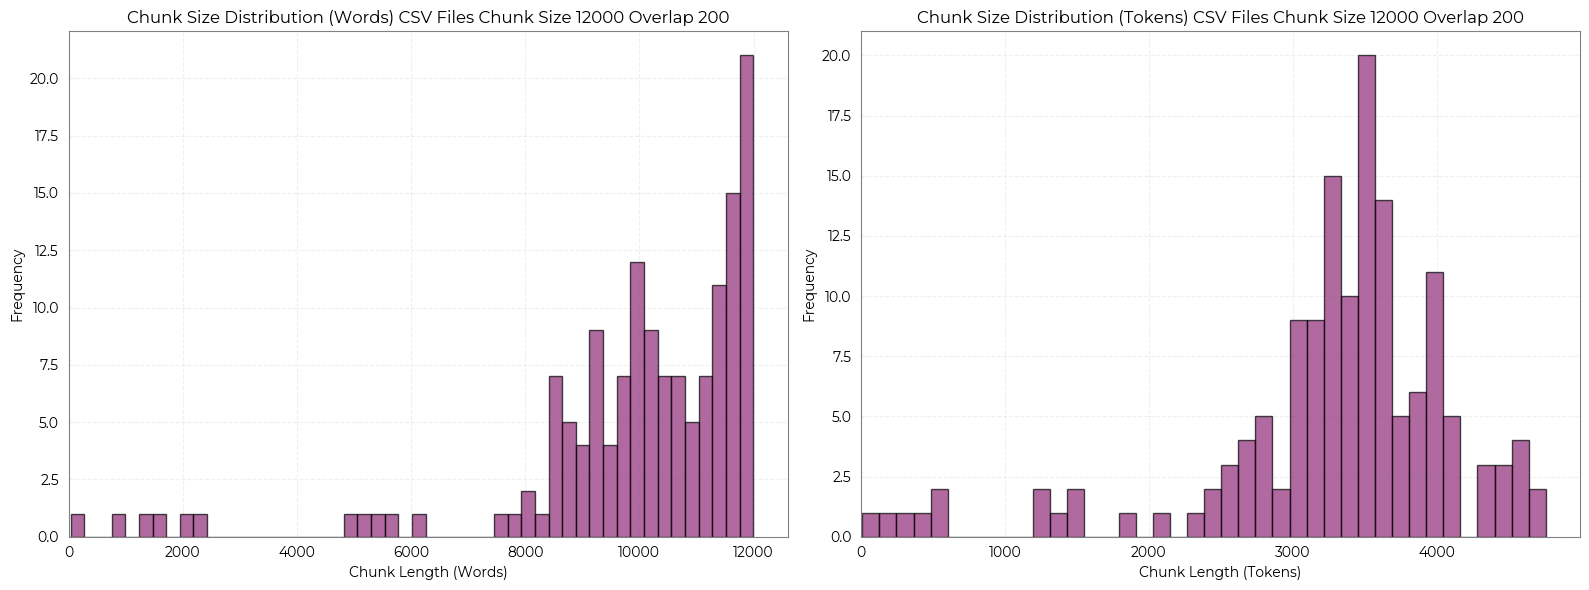 Chunk Size Distribution (Words) CSV Files Chunk Size 12000 Overlap 200
20.0
17.5
15.0
12.5
10.0
7.5
5.0
2.5
0.0
Frequency
0 2000 4000 6000 8000 10000 12000
Chunk Length (Words)
Chunk Size Distribution (Tokens) CSV Files Chunk Size 12000 Overlap 200
20.0
17.5
15.0
12.5
10.0
7.5
5.0
2.5
0.0
Frequency
0 1000 2000 3000 4000
Chunk Length (Tokens)